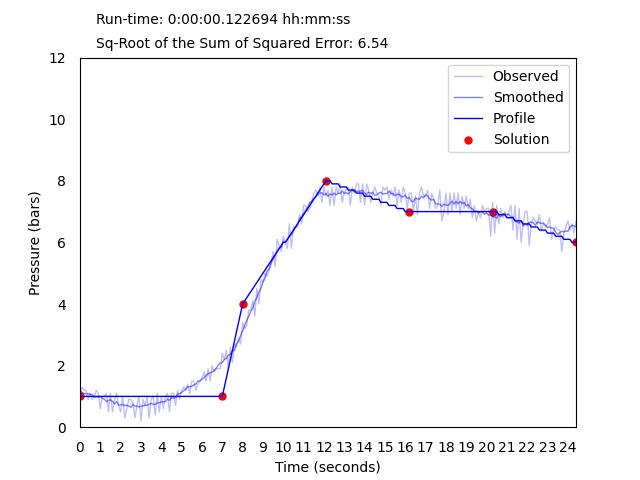 Run-time: 0:00:00.122694 hh:mm:ss
Sq-Root of the Sum of Squared Error: 6.54
12
10
8
6
4
2
0
Pressure (bars)
Observed
Smoothed
Profile
Solution
0 1 2 3 4 5 6 7 8 9 10 11 12 13 14 15 16 17 18 19 20 21 22 23 24
Time (seconds)